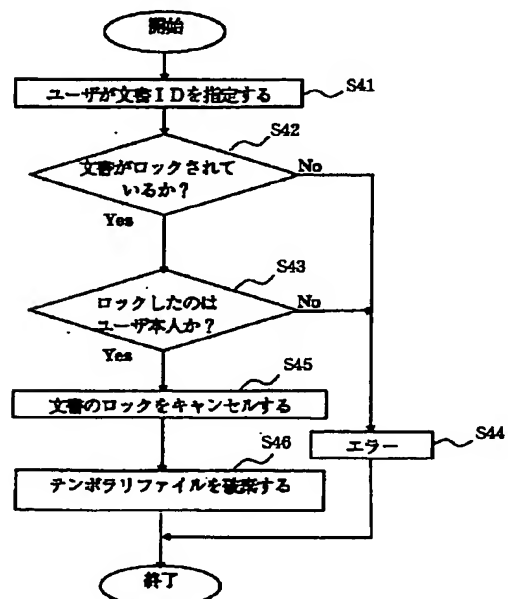 開始
ユーザが文書IDを指定する
S41
S42
文書がロックされて
いるか?
No
Yes
S43
ロックしたのは
ユーザ本人か?
No
Yes
S45
文書のロックをキャンセルする
S46
エラー
S44
テンポラリファイルを破棄する
終了